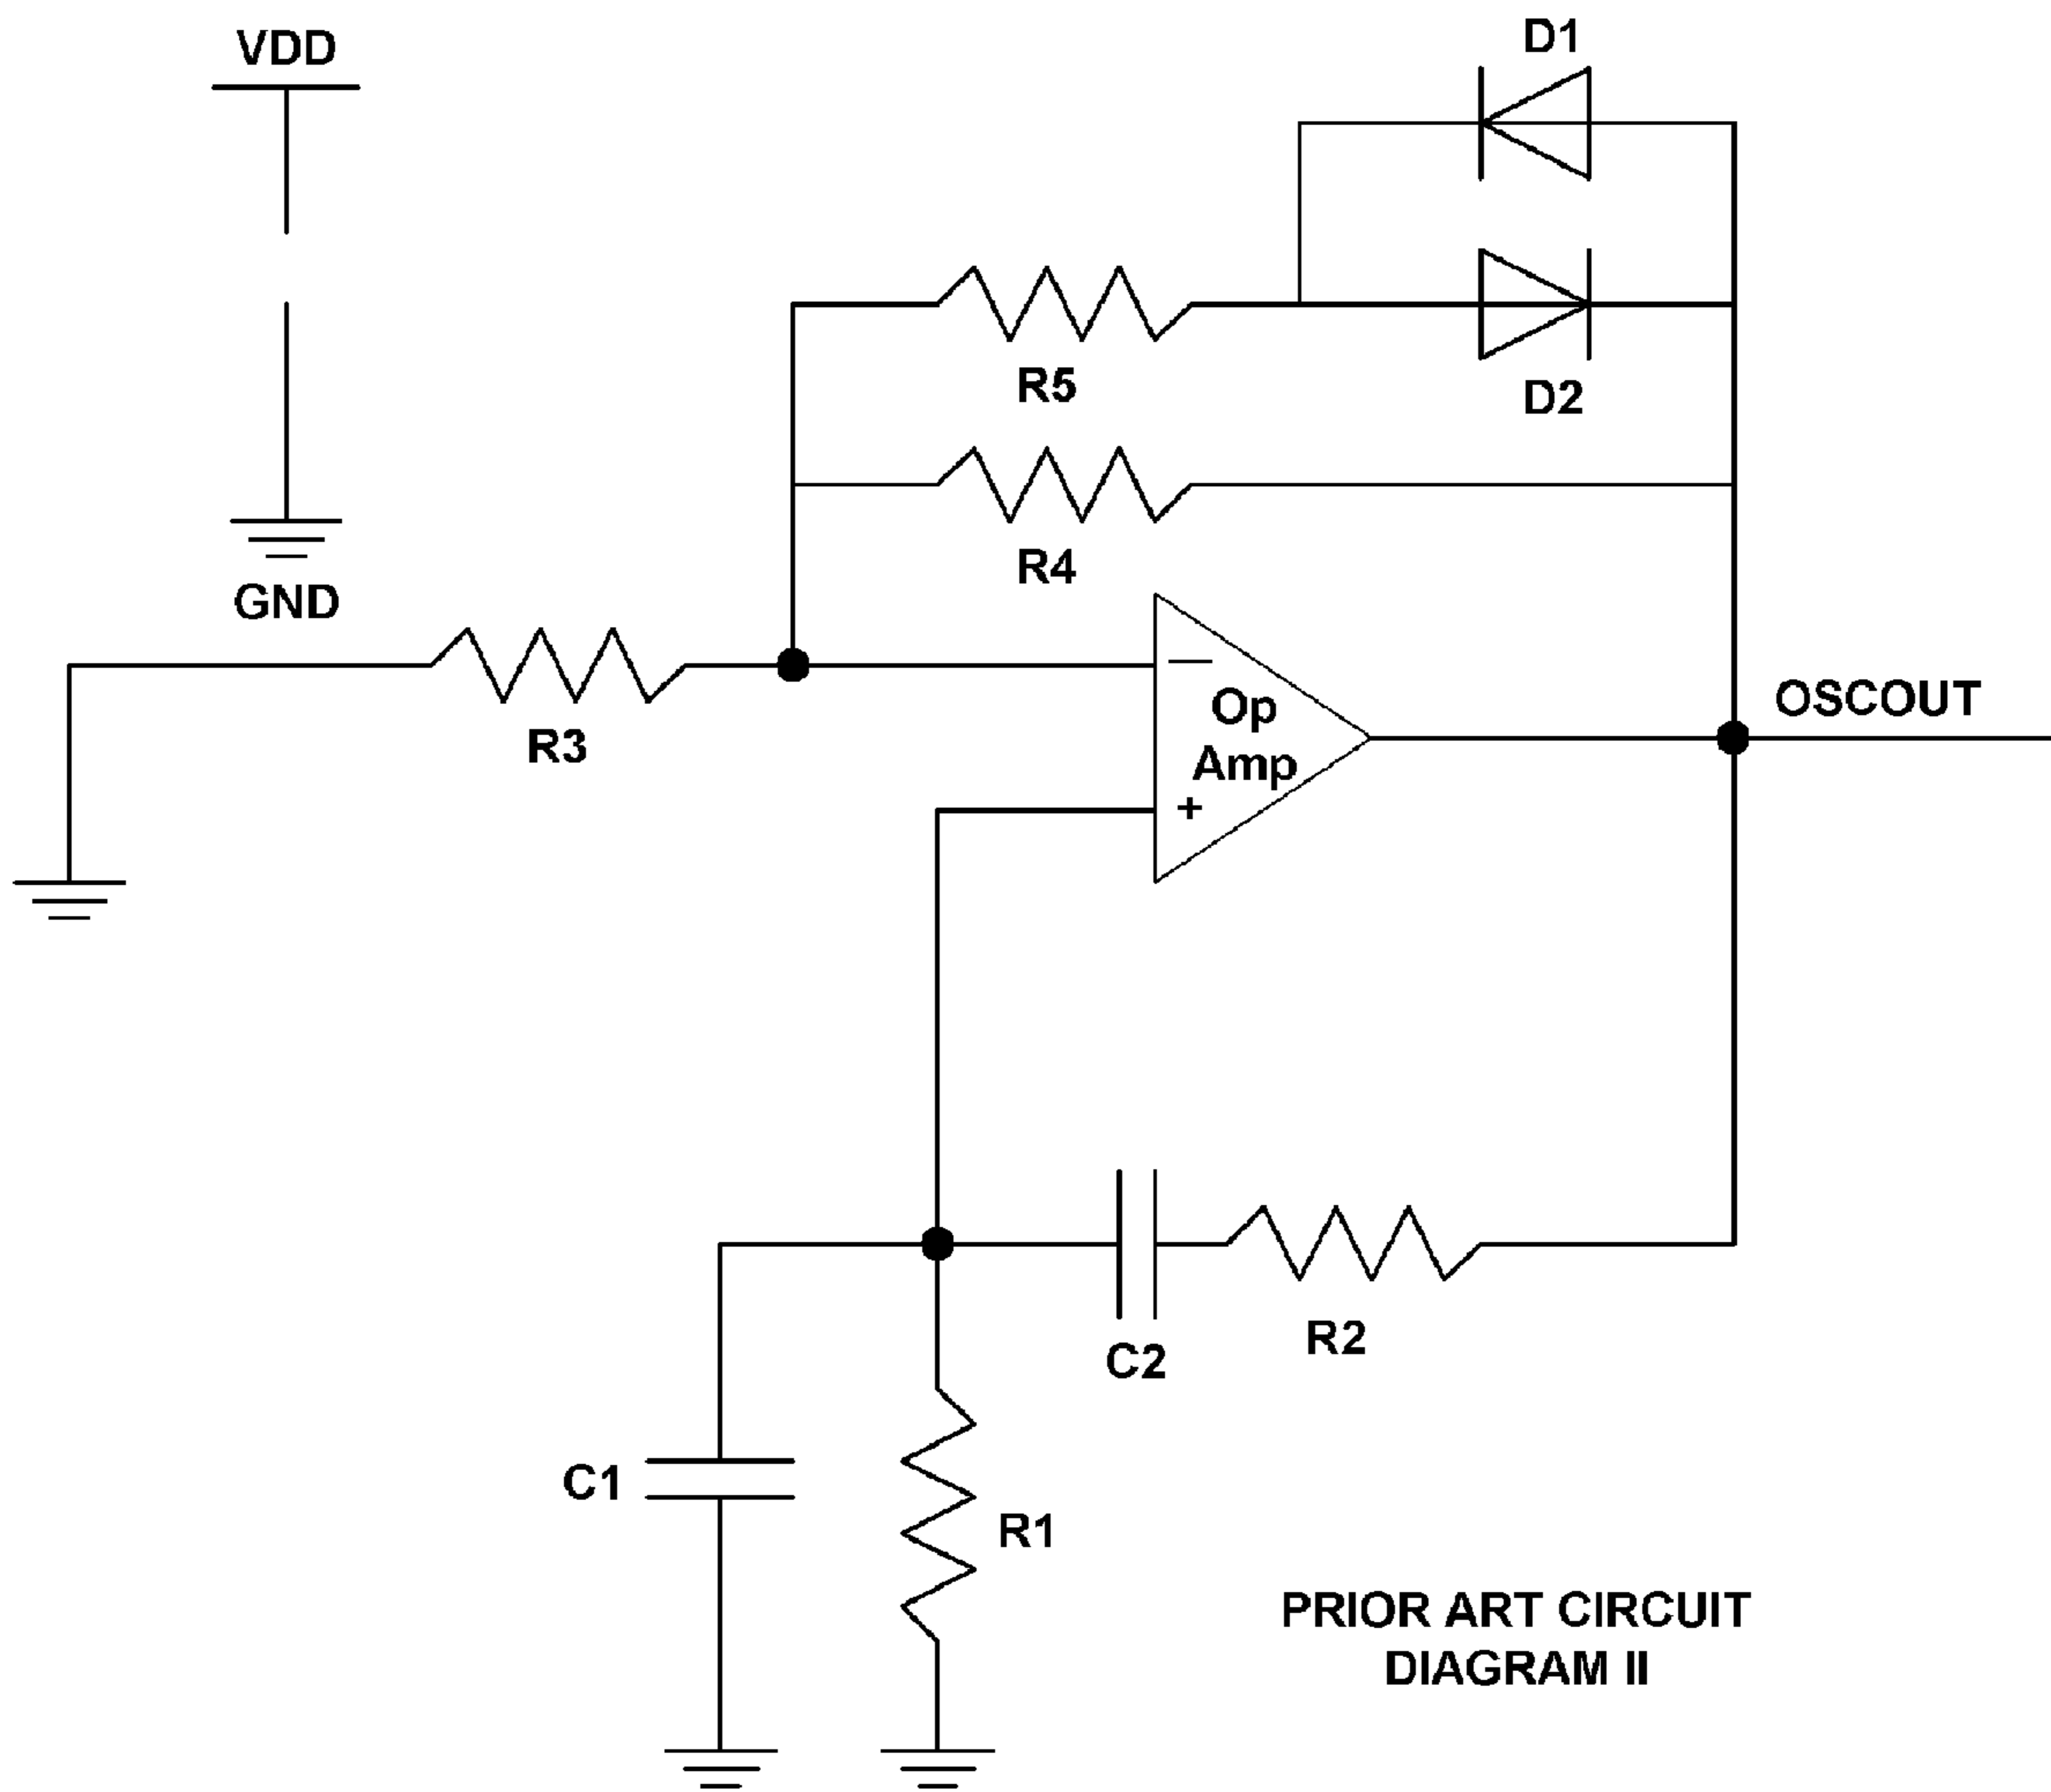 VDD
D1
R5
D2
R4
GND
R3
−
Op
Amp
+
OSCOUT
C2
R2
C1
R1
PRIOR ART CIRCUIT
DIAGRAM II